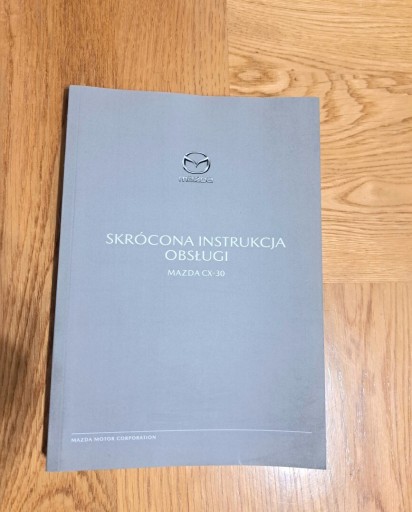 mazda
SKRÓCONA INSTRUKCJA
OBSŁUGI
MAZDA CX-30
MAZDA MOTOR CORPORATION